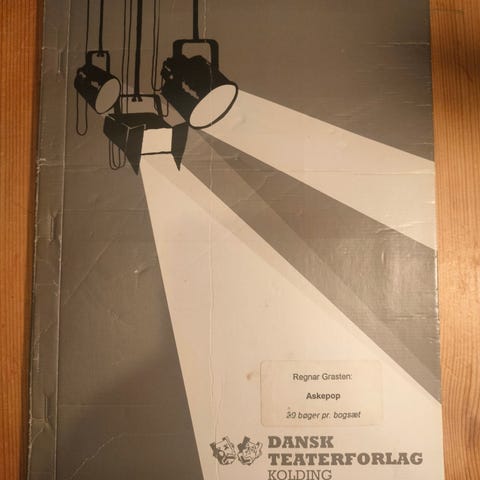 Regnar Grasten:
Askepop
30 bøger pr. bogsæt
DANSK
TEATERFORLAG
KOLDING